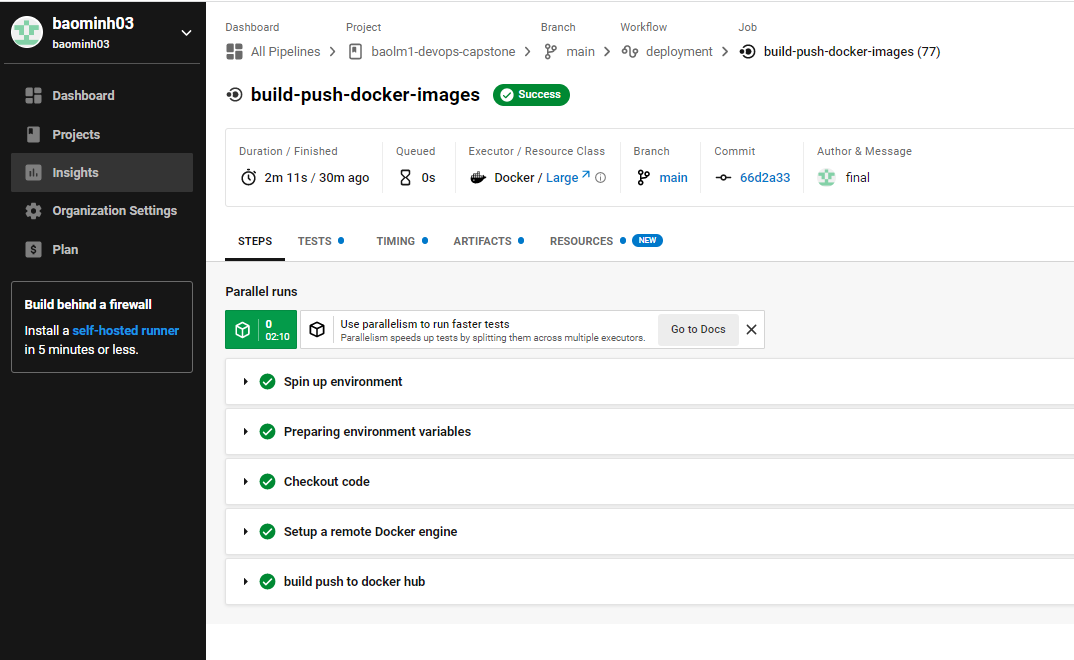 baominh03
baominh03
Dashboard
Projects
Insights
Organization Settings
Plan
Build behind a firewall
Install a self-hosted runner
in 5 minutes or less.
Dashboard Project Branch Workflow Job
All Pipelines baolm1-devops-capstone main deployment build-push-docker-images (77)
build-push-docker-images Success
Duration / Finished Queued Executor / Resource Class Branch Commit Author & Message
2m 11s / 30m ago 0s Docker / Large main 66d2a33 final
STEPS TESTS TIMING ARTIFACTS RESOURCES NEW
Parallel runs
0
02:10
Use parallelism to run faster tests
Parallelism speeds up tests by splitting them across multiple executors.
Go to Docs
Spin up environment
Preparing environment variables
Checkout code
Setup a remote Docker engine
build push to docker hub